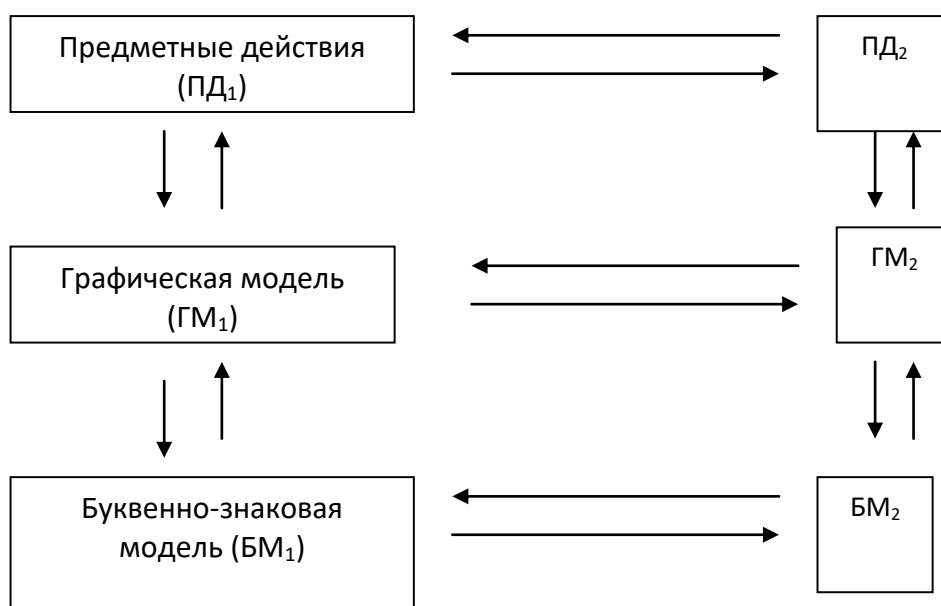 Предметные действия
(ПД₁)
ПД₂
Графическая модель
(ГМ₁)
ГМ₂
Буквенно-знаковая
модель (БМ₁)
БМ₂